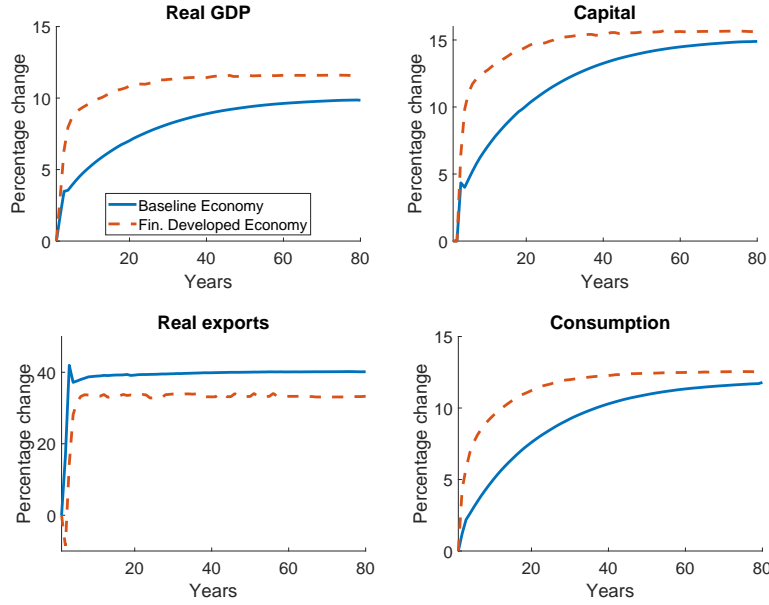 Real GDP
Percentage change
15
10
5
0
Baseline Economy
Fin. Developed Economy
20
40
60
80
Years
Capital
Percentage change
15
10
5
0
20
40
60
80
Years
Real exports
Percentage change
40
20
0
20
40
60
80
Years
Consumption
Percentage change
15
10
5
0
20
40
60
80
Years